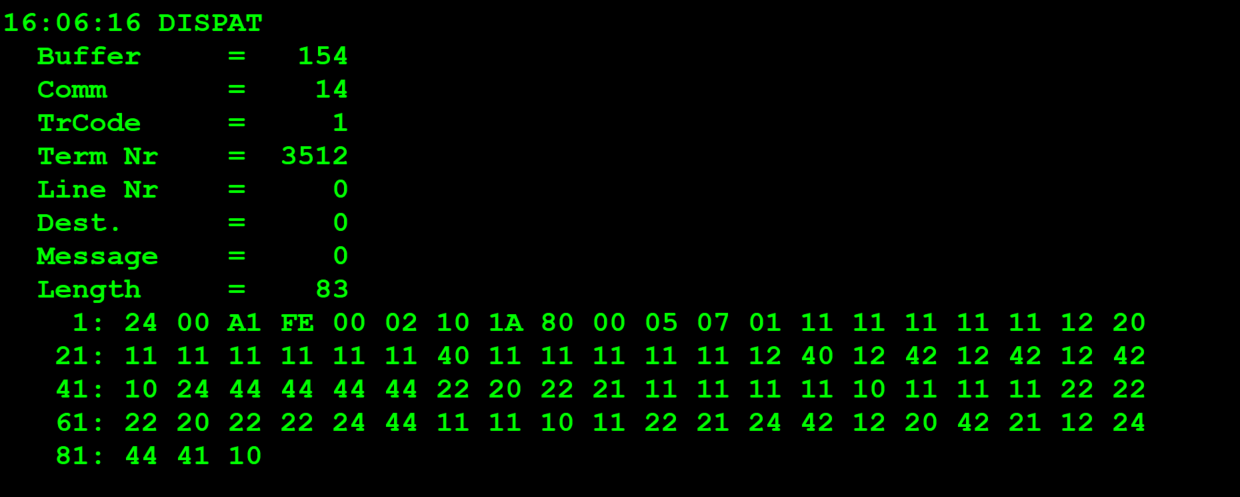 16:06:16 DISPAT
Buffer = 154
Comm = 14
TrCode = 1
Term Nr = 3512
Line Nr = 0
Dest. = 0
Message = 0
Length = 83
1: 24 00 A1 FE 00 02 10 1A 80 00 05 07 01 11 11 11 11 11 12 20
21: 11 11 11 11 11 11 40 11 11 11 11 11 12 40 12 42 12 42 12 42
41: 10 24 44 44 44 44 22 20 22 21 11 11 11 11 10 11 11 11 22 22
61: 22 20 22 22 24 44 11 11 10 11 22 21 24 42 12 20 42 21 12 24
81: 44 41 10